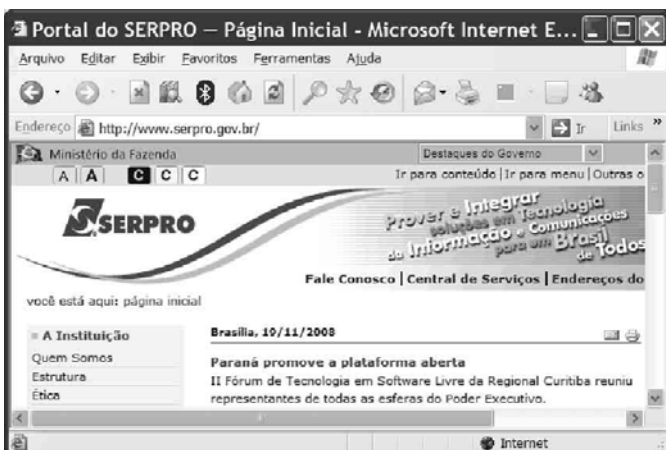 Portal do SERPRO — Página Inicial - Microsoft Internet E...
Arquivo Editar Exibir Favoritos Ferramentas Ajuda
Endereço http://www.serpro.gov.br/ Ir Links »
Ministério da Fazenda Destaques do Governo
A A C C C Ir para conteúdo | Ir para menu | Outras o
SERPRO
Prover e Integrar
soluções em Tecnologia
da Informação e Comunicações
para um Brasil
de Todos
Fale Conosco | Central de Serviços | Endereços do
você está aqui: página inicial
A Instituição
Quem Somos
Estrutura
Ética
Brasília, 19/11/2008
Paraná promove a plataforma aberta
II Fórum de Tecnologia em Software Livre da Regional Curitiba reuniu
representantes de todas as esferas do Poder Executivo.
Internet